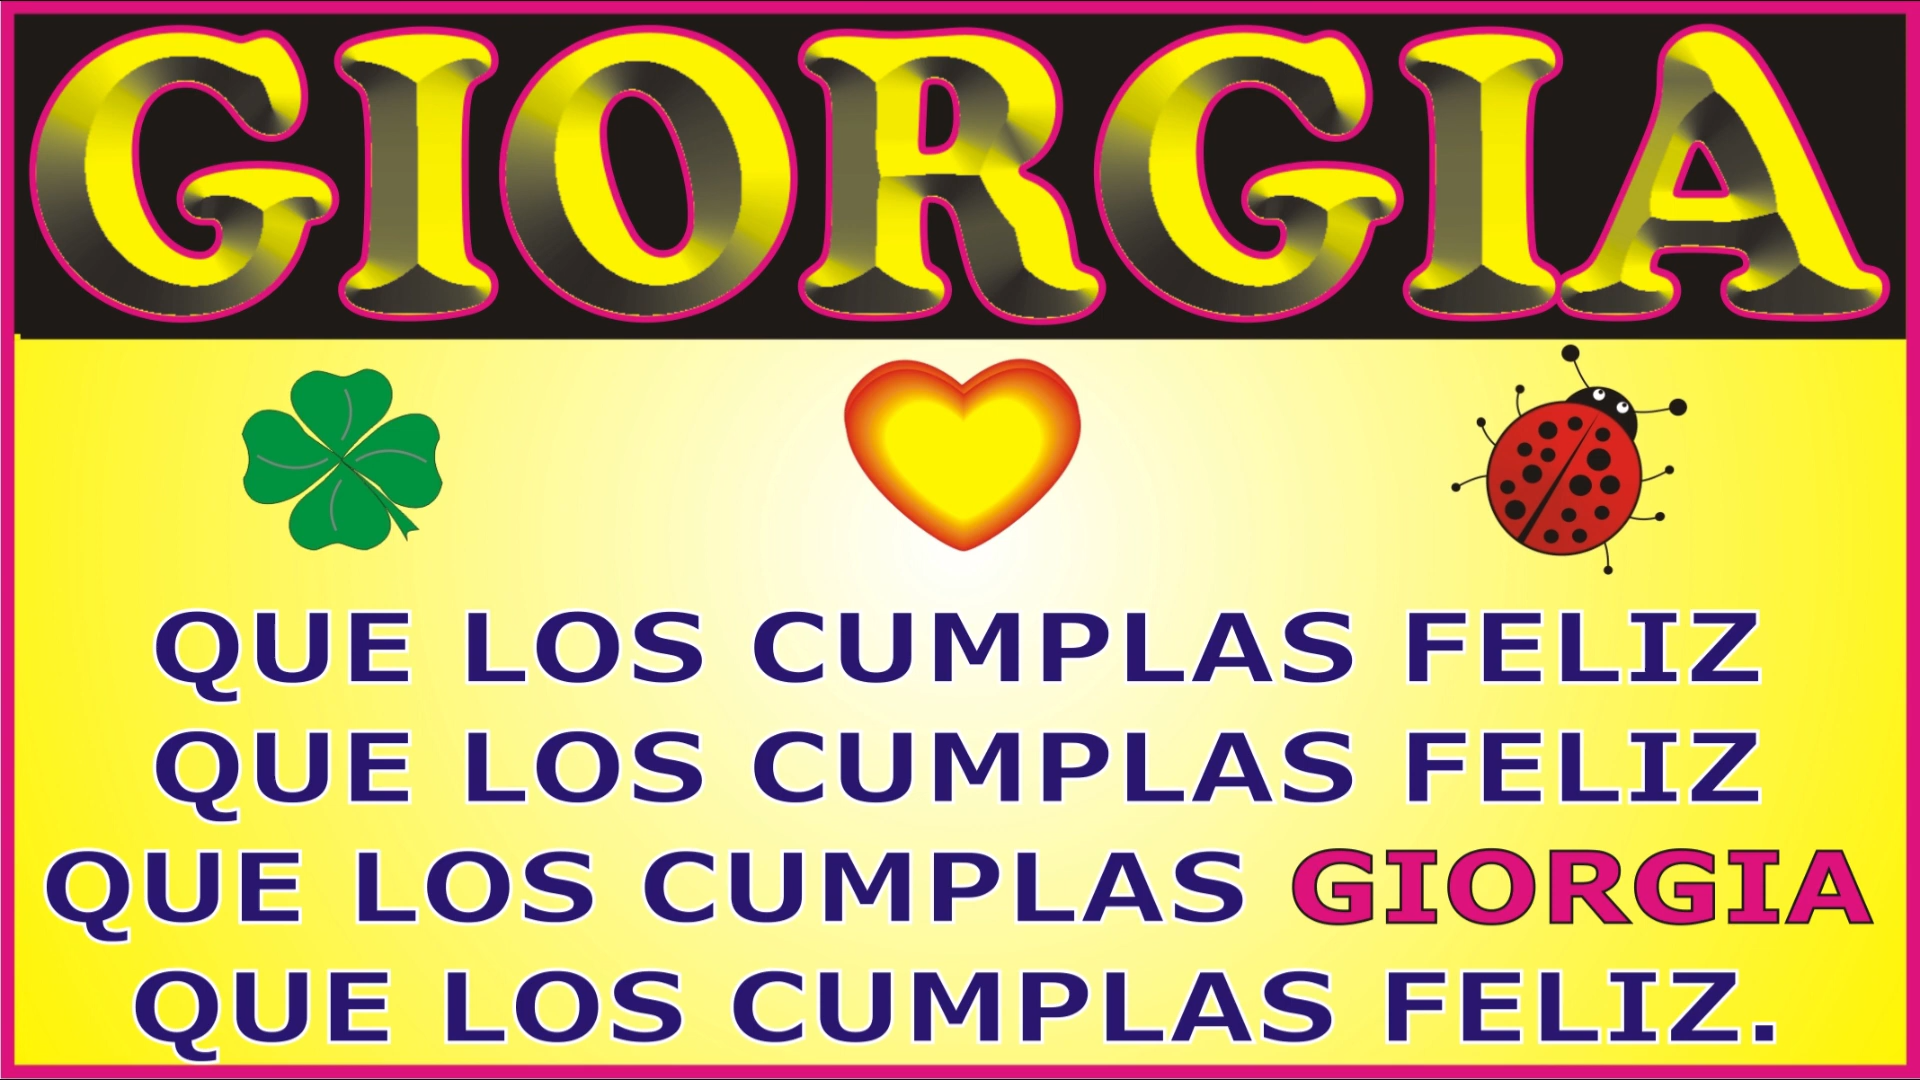 GIORGIA
QUE LOS CUMPLAS FELIZ
QUE LOS CUMPLAS FELIZ
QUE LOS CUMPLAS GIORGIA
QUE LOS CUMPLAS FELIZ.